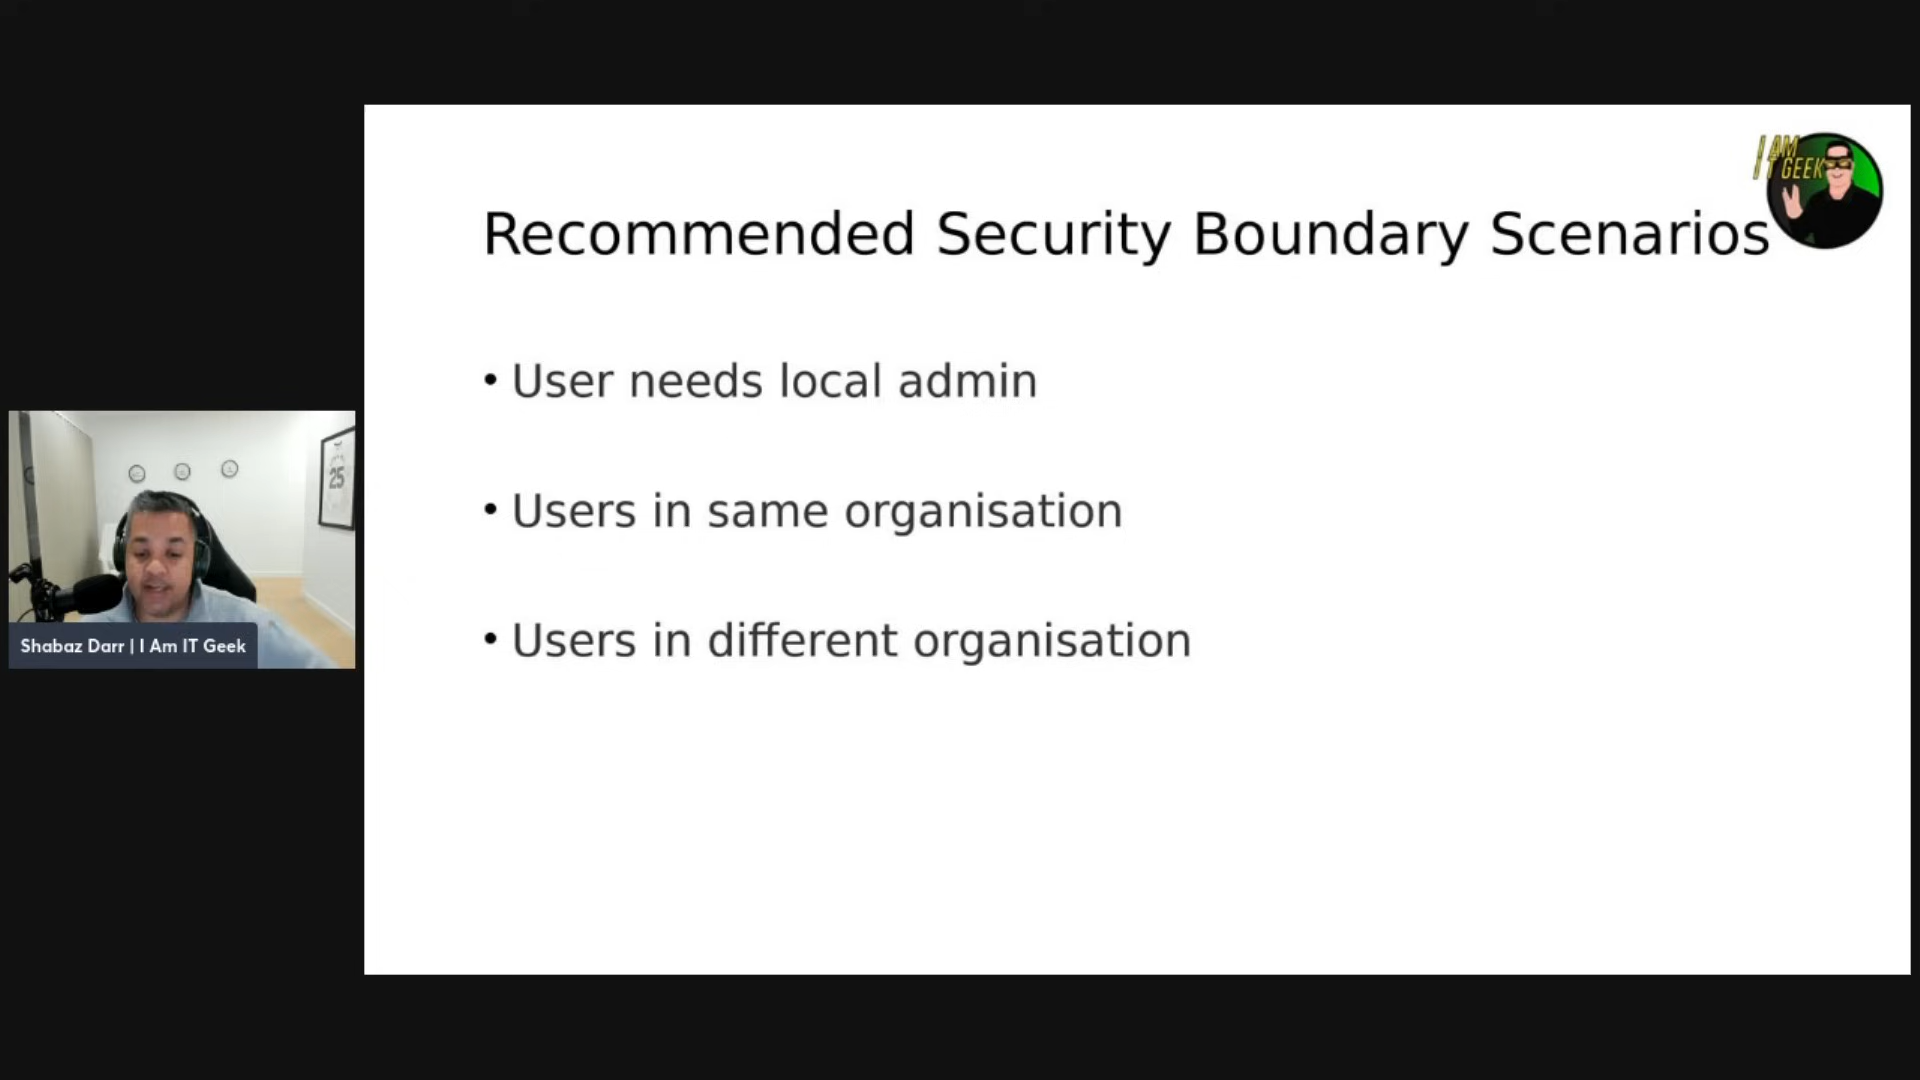 I AM
IT GEEK
Recommended Security Boundary Scenarios
• User needs local admin
• Users in same organisation
• Users in different organisation
25
Shabaz Darr | I Am IT Geek